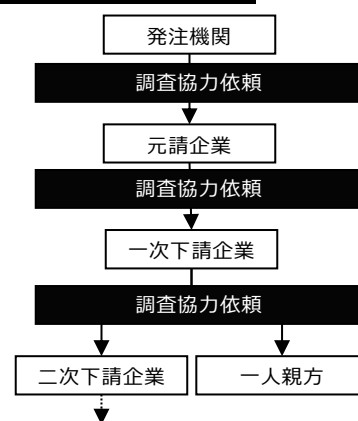 発注機関
調査協力依頼
元請企業
調査協力依頼
一次下請企業
調査協力依頼
二次下請企業
一人親方